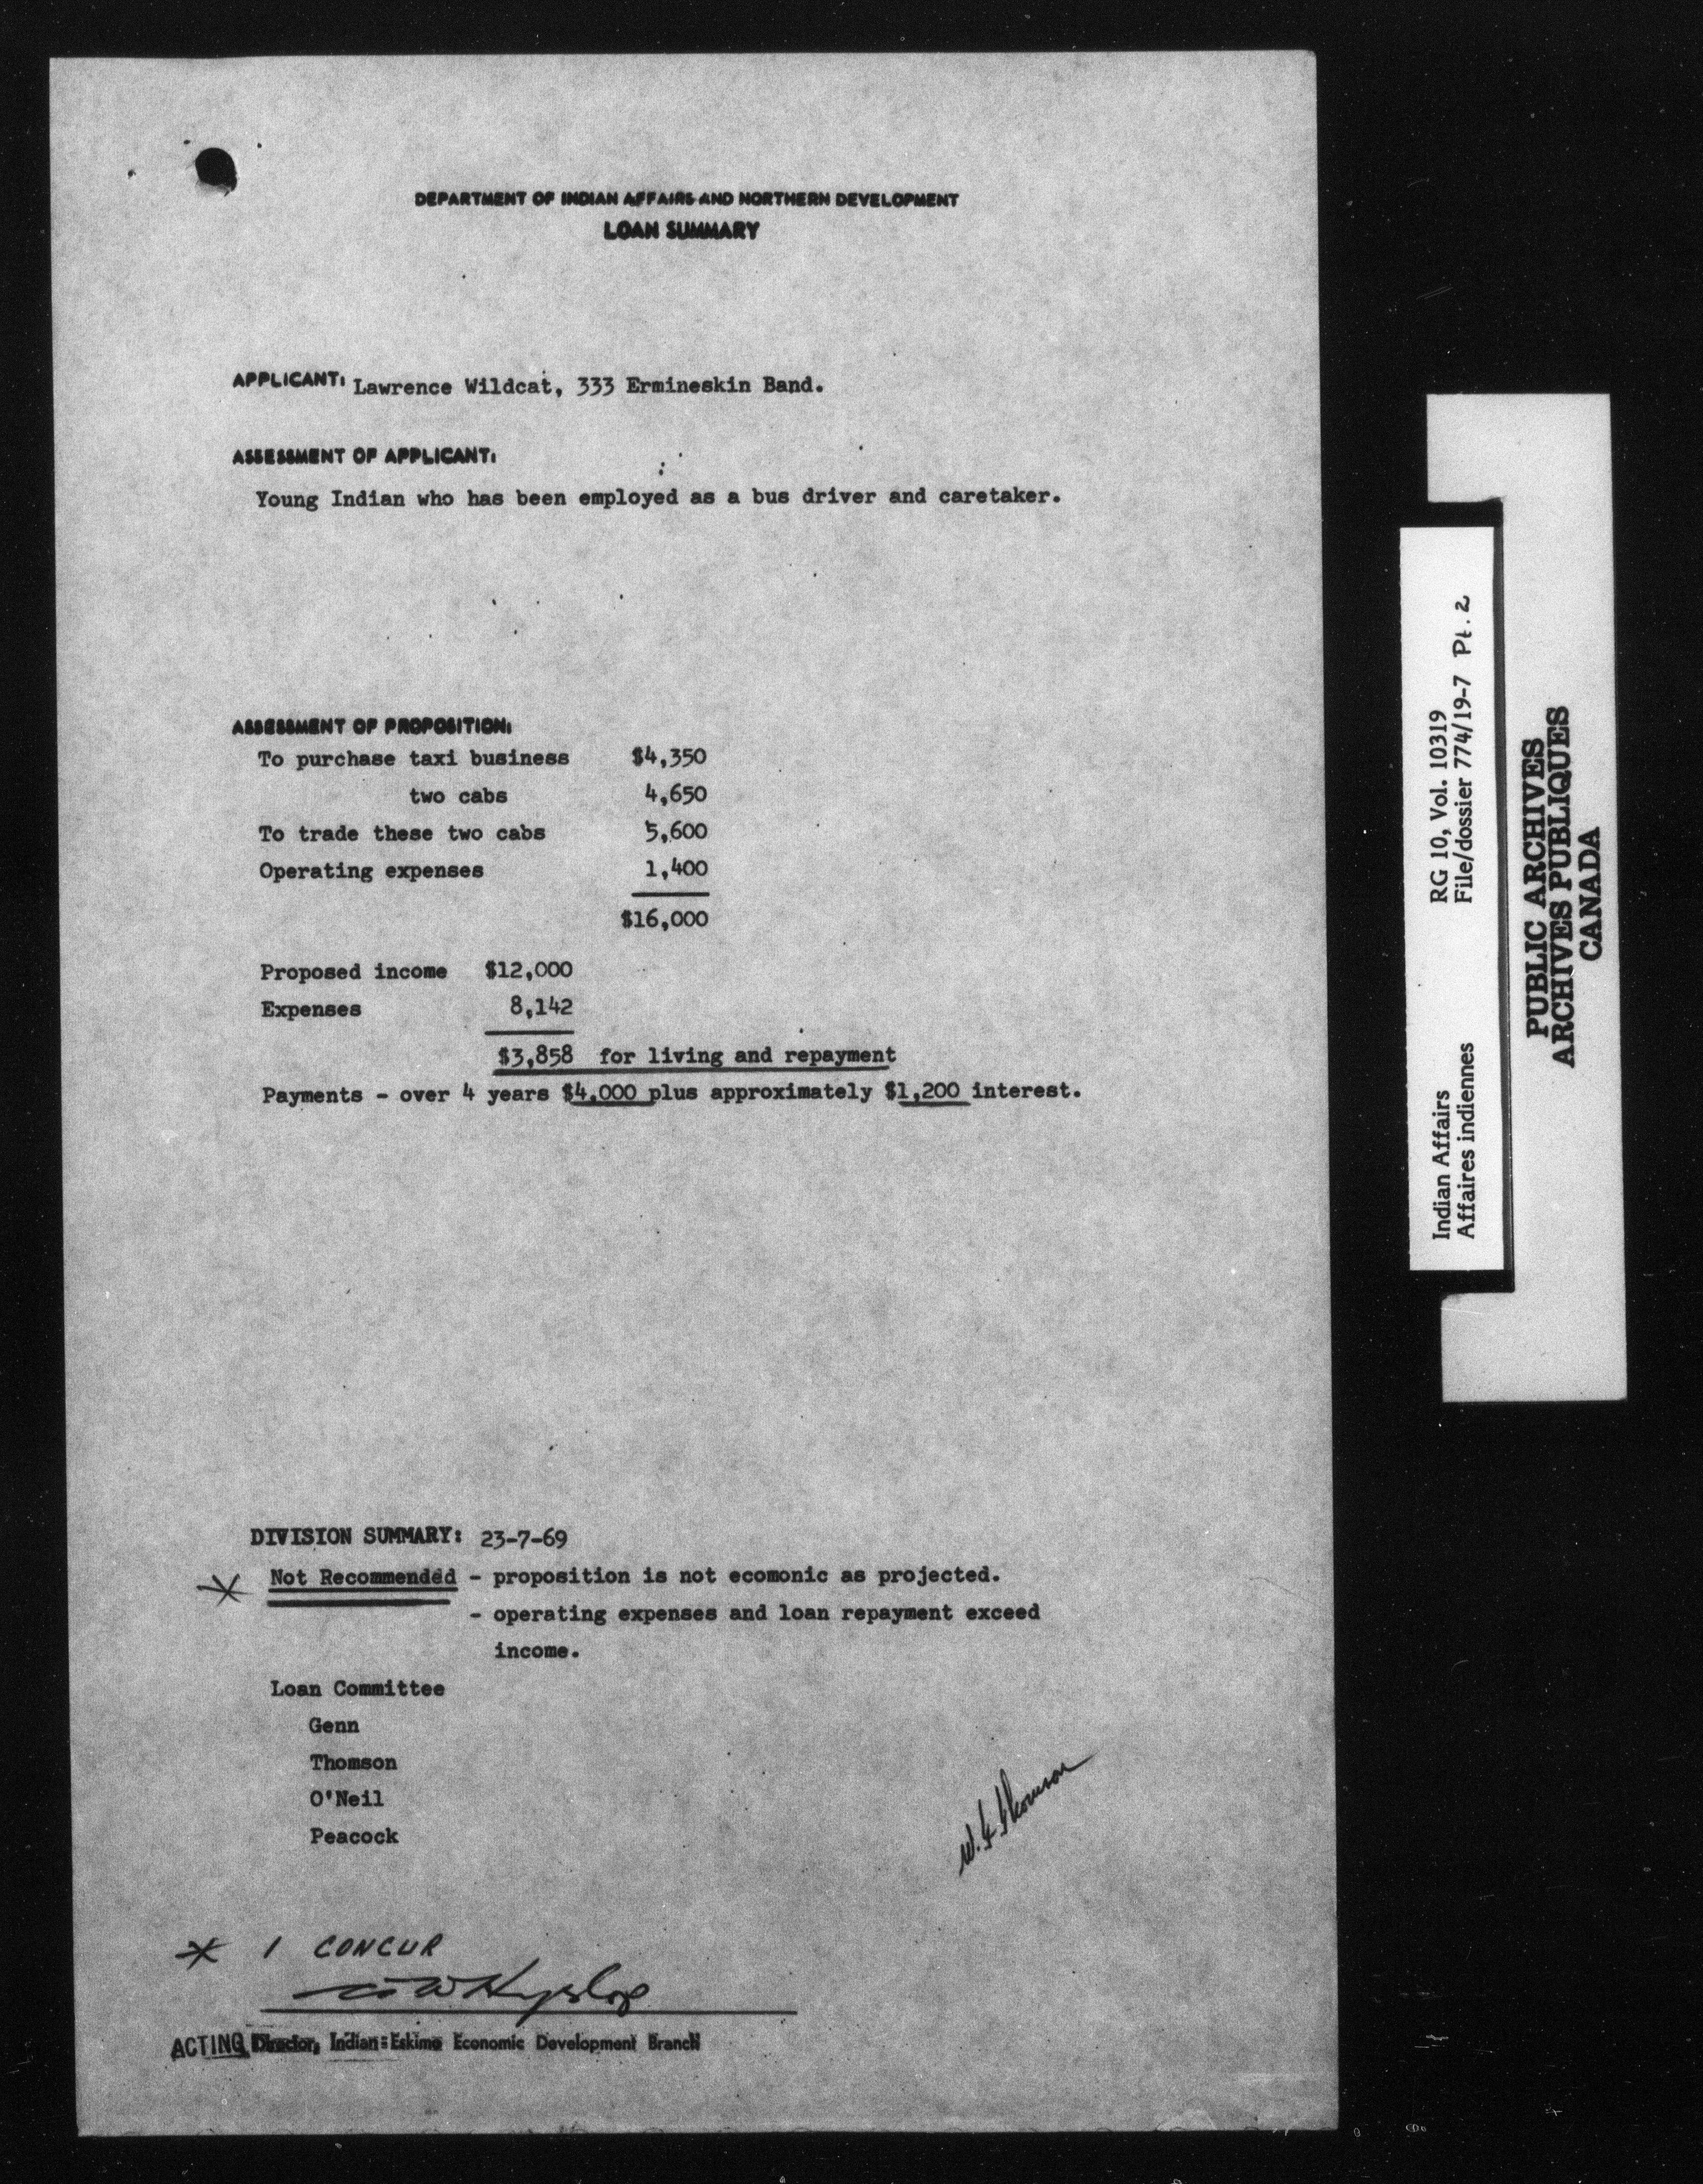 DEPARTMENT OF INDIAN AFFAIRS AND NORTHERN DEVELOPMENT
LOAN SUMMARY
APPLICANT: Lawrence Wildcat, 333 Ermineskin Band.
ASSESSMENT OF APPLICANT:
Young Indian who has been employed as a bus driver and caretaker.
ASSESSMENT OF PROPOSITION:
To purchase taxi business $4,350
two cabs 4,650
To trade these two cabs 5,600
Operating expenses 1,400
$16,000
Proposed income $12,000
Expenses 8,142
$3,858 for living and repayment
Payments - over 4 years $4,000 plus approximately $1,200 interest.
DIVISION SUMMARY: 23-7-69
Not Recommended - proposition is not ecomonic as projected.
- operating expenses and loan repayment exceed
income.
Loan Committee
Genn
Thomson
O'Neil
Peacock
W. Thomson
* I CONCUR
ACTING Director, Indian-Eskimo Economic Development Branch
Indian Affairs RG 10, Vol. 10319
Affaires indiennes File/dossier 774/19-7 Pt. 2
PUBLIC ARCHIVES
ARCHIVES PUBLIQUES
CANADA